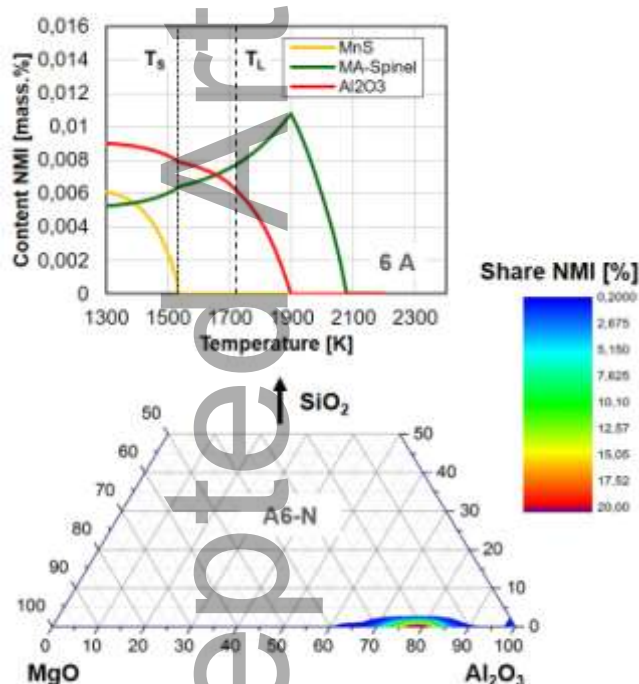 0,016
0,014
0,012
0,01
0,008
0,006
0,004
0,002
0
Content NMI [mass.%]
T_S
T_L
MnS
MA-Spinel
Al2O3
6 A
1300 1500 1700 1900 2100 2300
Temperature [K]
Share NMI [%]
0,2000
2,675
5,150
7,625
10,10
12,57
15,05
17,52
20,00
SiO₂
50
60
70
80
90
100
50
40
30
20
10
0
A6-N
0 10 20 30 40 50 60 70 80 90 100
MgO
Al₂O₃
epted Art